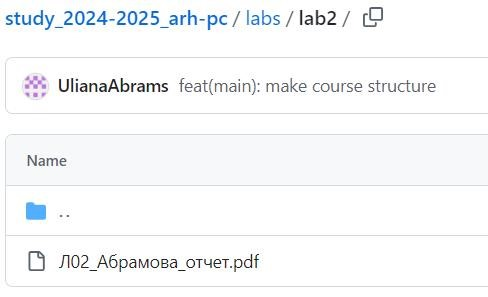 study_2024-2025_arh-pc / labs / lab2 /
UlianaAbrams feat(main): make course structure
Name
..
Л02_Абрамова_отчет.pdf